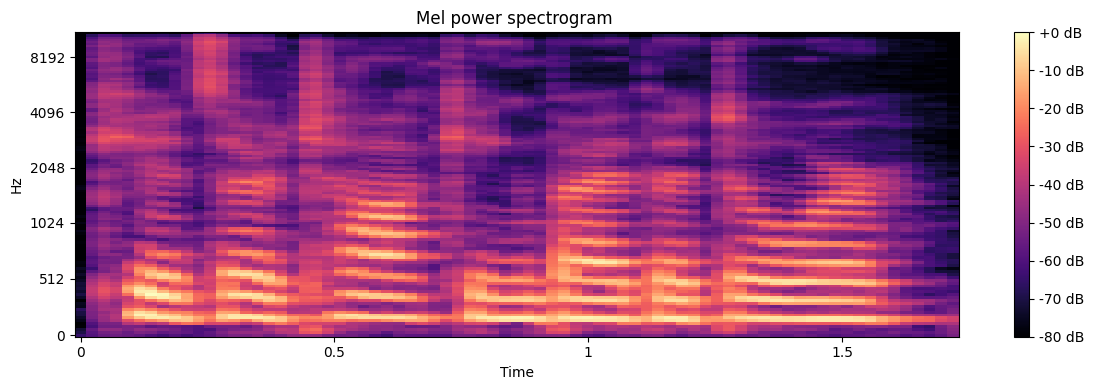 Mel power spectrogram
Hz
8192
4096
2048
1024
512
0
0
0.5
1
1.5
Time
+0 dB
-10 dB
-20 dB
-30 dB
-40 dB
-50 dB
-60 dB
-70 dB
-80 dB